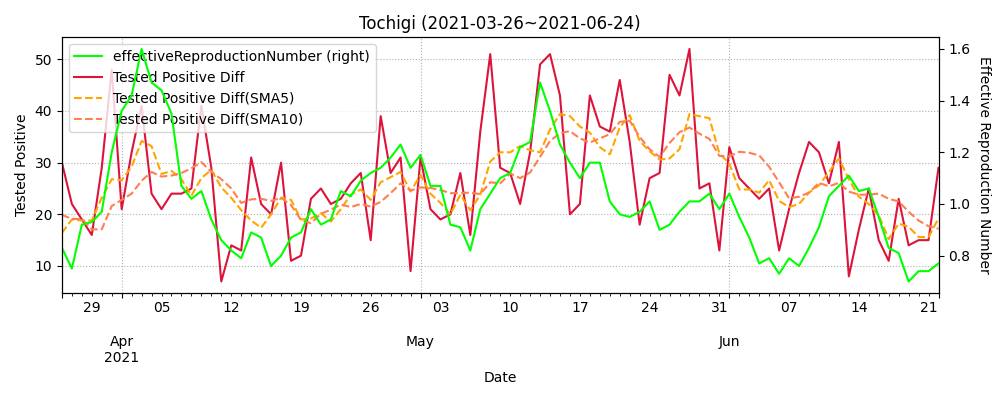 Tochigi (2021-03-26~2021-06-24)
effectiveReproductionNumber (right)
Tested Positive Diff
Tested Positive Diff(SMA5)
Tested Positive Diff(SMA10)
Tested Positive
50
40
30
20
10
1.6
1.4
1.2
1.0
0.8
Effective Reproduction Number
29 05 12 19 26 03 10 17 24 31 07 14 21
Apr May Jun
2021
Date